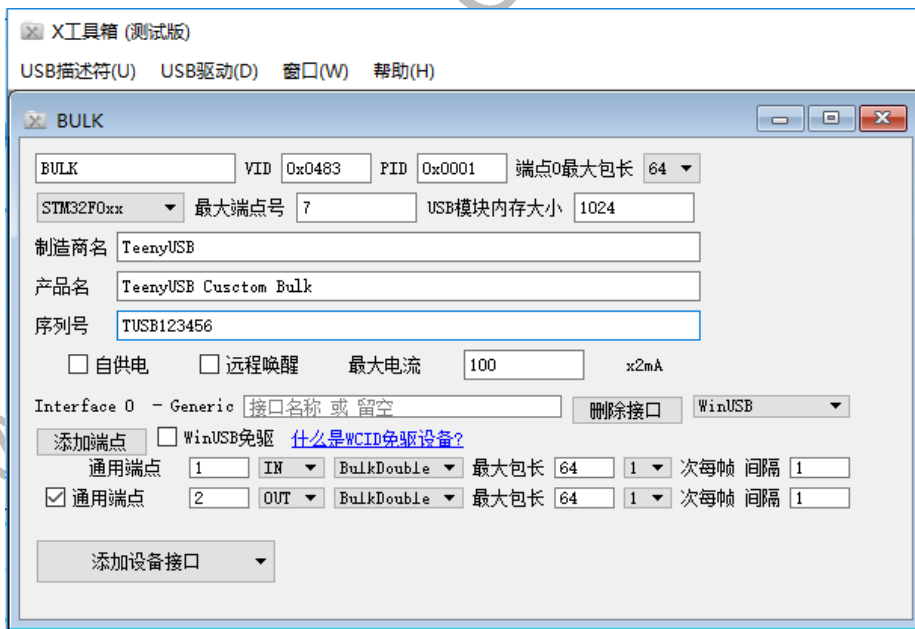 X工具箱 (测试版)
USB描述符(U) USB驱动(D) 窗口(W) 帮助(H)
BULK
BULK VID 0x0483 PID 0x0001 端点0最大包长 64
STM32F0xx 最大端点号 7 USB模块内存大小 1024
制造商名 TeenyUSB
产品名 TeenyUSB Cusctom Bulk
序列号 TUSB123456
自供电 远程唤醒 最大电流 100 x2mA
Interface 0 - Generic 接口名称 或 留空 删除接口 WinUSB
添加端点 WinUSB免驱 什么是WCID免驱设备?
通用端点 1 IN BulkDouble 最大包长 64 1 次每帧 间隔 1
通用端点 2 OUT BulkDouble 最大包长 64 1 次每帧 间隔 1
添加设备接口